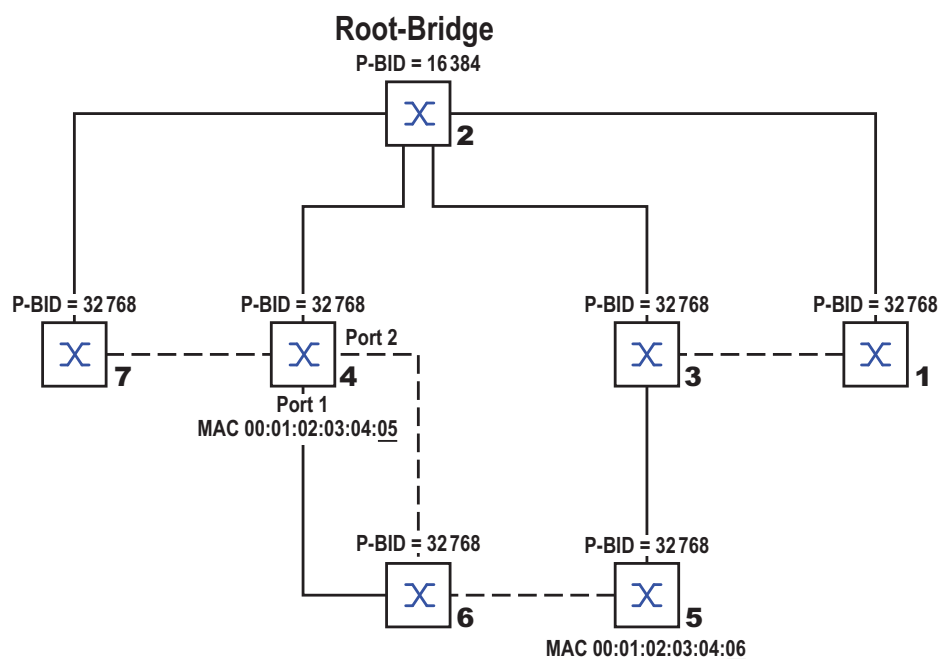 Root-Bridge
P-BID = 16 384
2
P-BID = 32 768
P-BID = 32 768
P-BID = 32 768
P-BID = 32 768
7
Port 2
4
3
1
Port 1
MAC 00:01:02:03:04:05
P-BID = 32 768
P-BID = 32 768
6
5
MAC 00:01:02:03:04:06